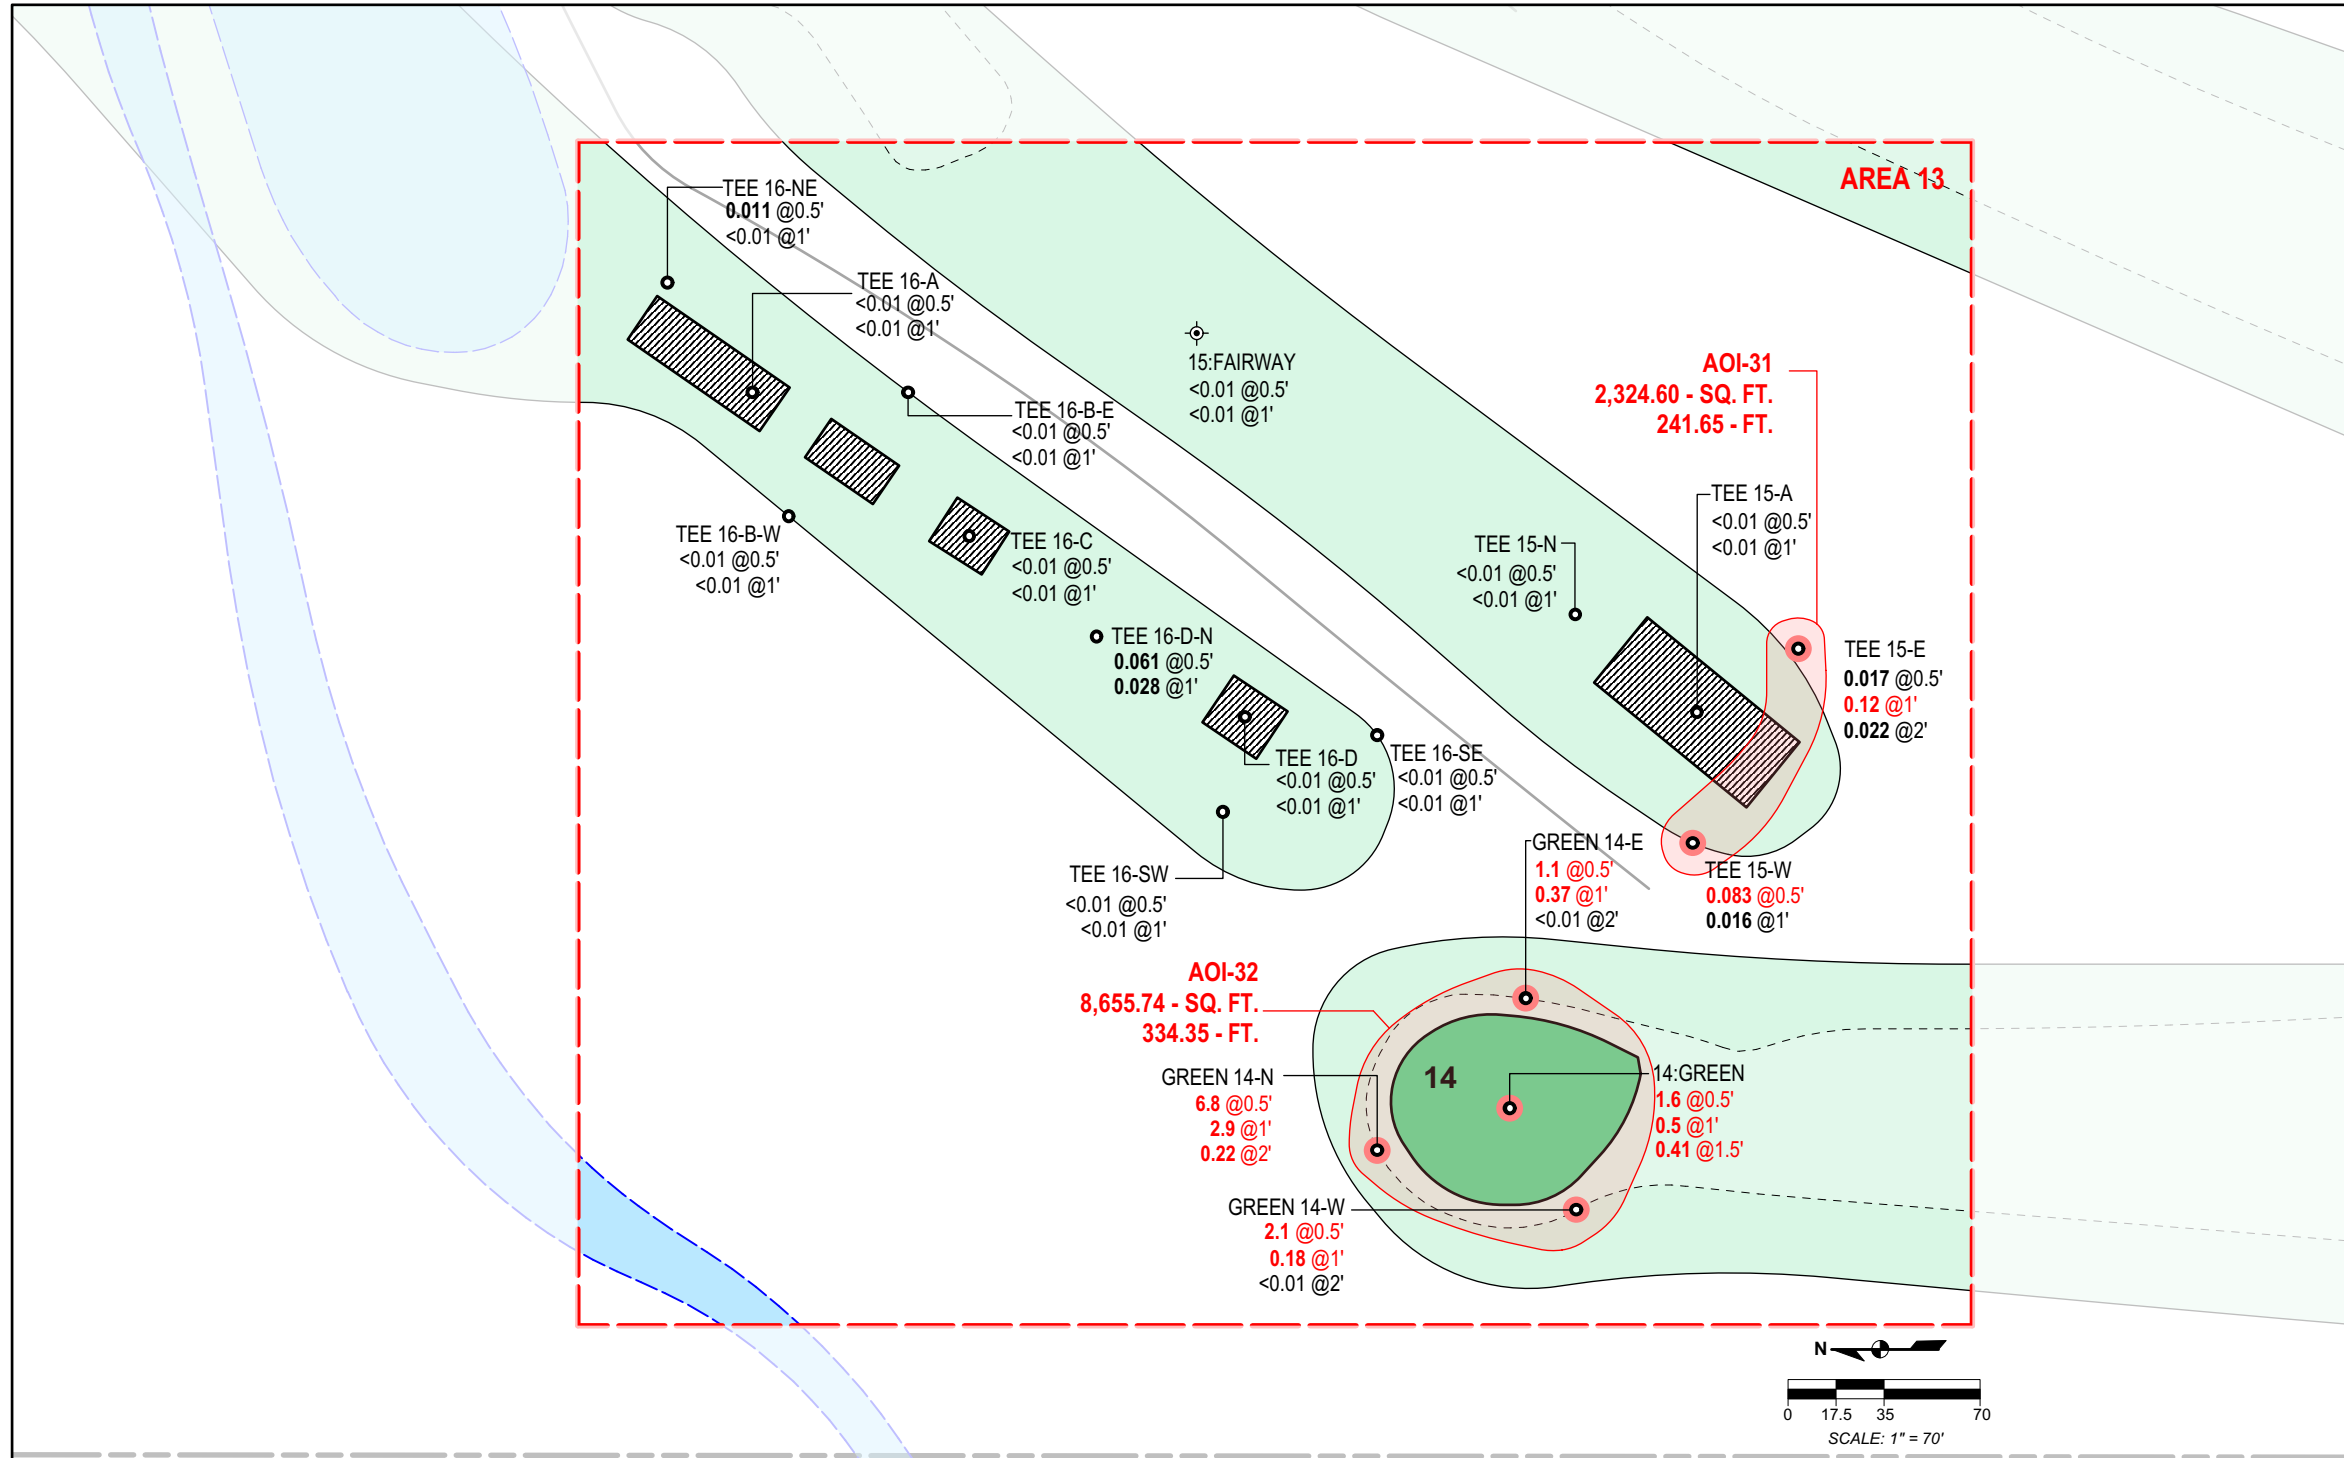 AREA 13
TEE 16-NE
0.011 @0.5'
<0.01 @1'
TEE 16-A
<0.01 @0.5'
<0.01 @1'
TEE 16-B-E
<0.01 @0.5'
<0.01 @1'
15:FAIRWAY
<0.01 @0.5'
<0.01 @1'
AOI-31
2,324.60 - SQ. FT.
241.65 - FT.
TEE 15-A
<0.01 @0.5'
<0.01 @1'
TEE 16-B-W
<0.01 @0.5'
<0.01 @1'
TEE 16-C
<0.01 @0.5'
<0.01 @1'
TEE 15-N
<0.01 @0.5'
<0.01 @1'
TEE 16-D-N
0.061 @0.5'
0.028 @1'
TEE 15-E
0.017 @0.5'
0.12 @1'
0.022 @2'
TEE 16-D
<0.01 @0.5'
<0.01 @1'
TEE 16-SE
<0.01 @0.5'
<0.01 @1'
TEE 16-SW
<0.01 @0.5'
<0.01 @1'
GREEN 14-E
1.1 @0.5'
0.37 @1'
<0.01 @2'
TEE 15-W
0.083 @0.5'
0.016 @1'
AOI-32
8,655.74 - SQ. FT.
334.35 - FT.
GREEN 14-N
6.8 @0.5'
2.9 @1'
0.22 @2'
14
14:GREEN
1.6 @0.5'
0.5 @1'
0.41 @1.5'
GREEN 14-W
2.1 @0.5'
0.18 @1'
<0.01 @2'
N
0 17.5 35 70
SCALE: 1" = 70'